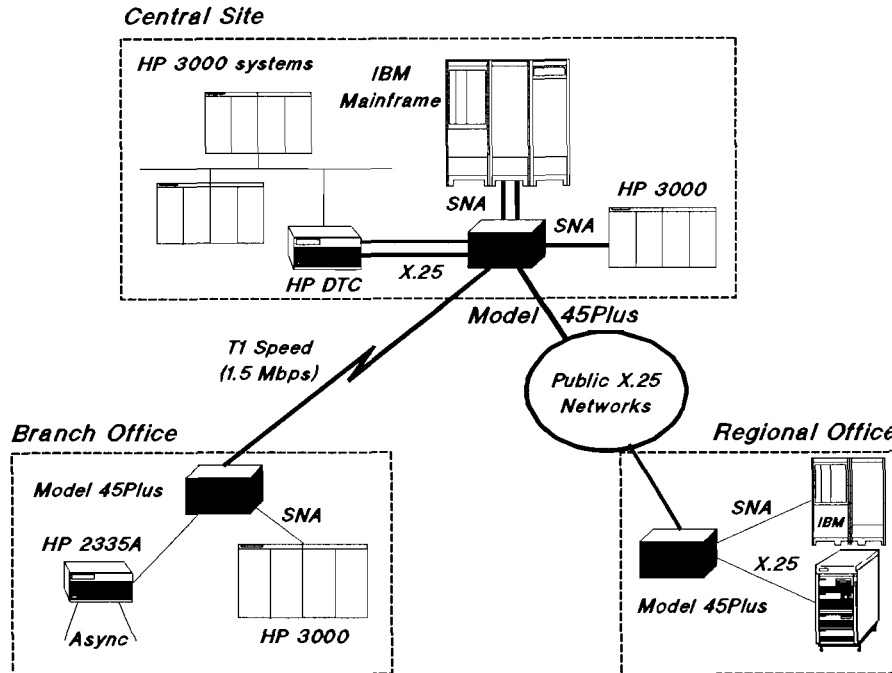 Central Site
HP 3000 systems
IBM
Mainframe
HP 3000
SNA
SNA
X.25
HP DTC
Model 45Plus
T1 Speed
(1.5 Mbps)
Public X.25
Networks
Branch Office
Model 45Plus
SNA
HP 2335A
Async
HP 3000
Regional Office
SNA
IBM
X.25
Model 45Plus